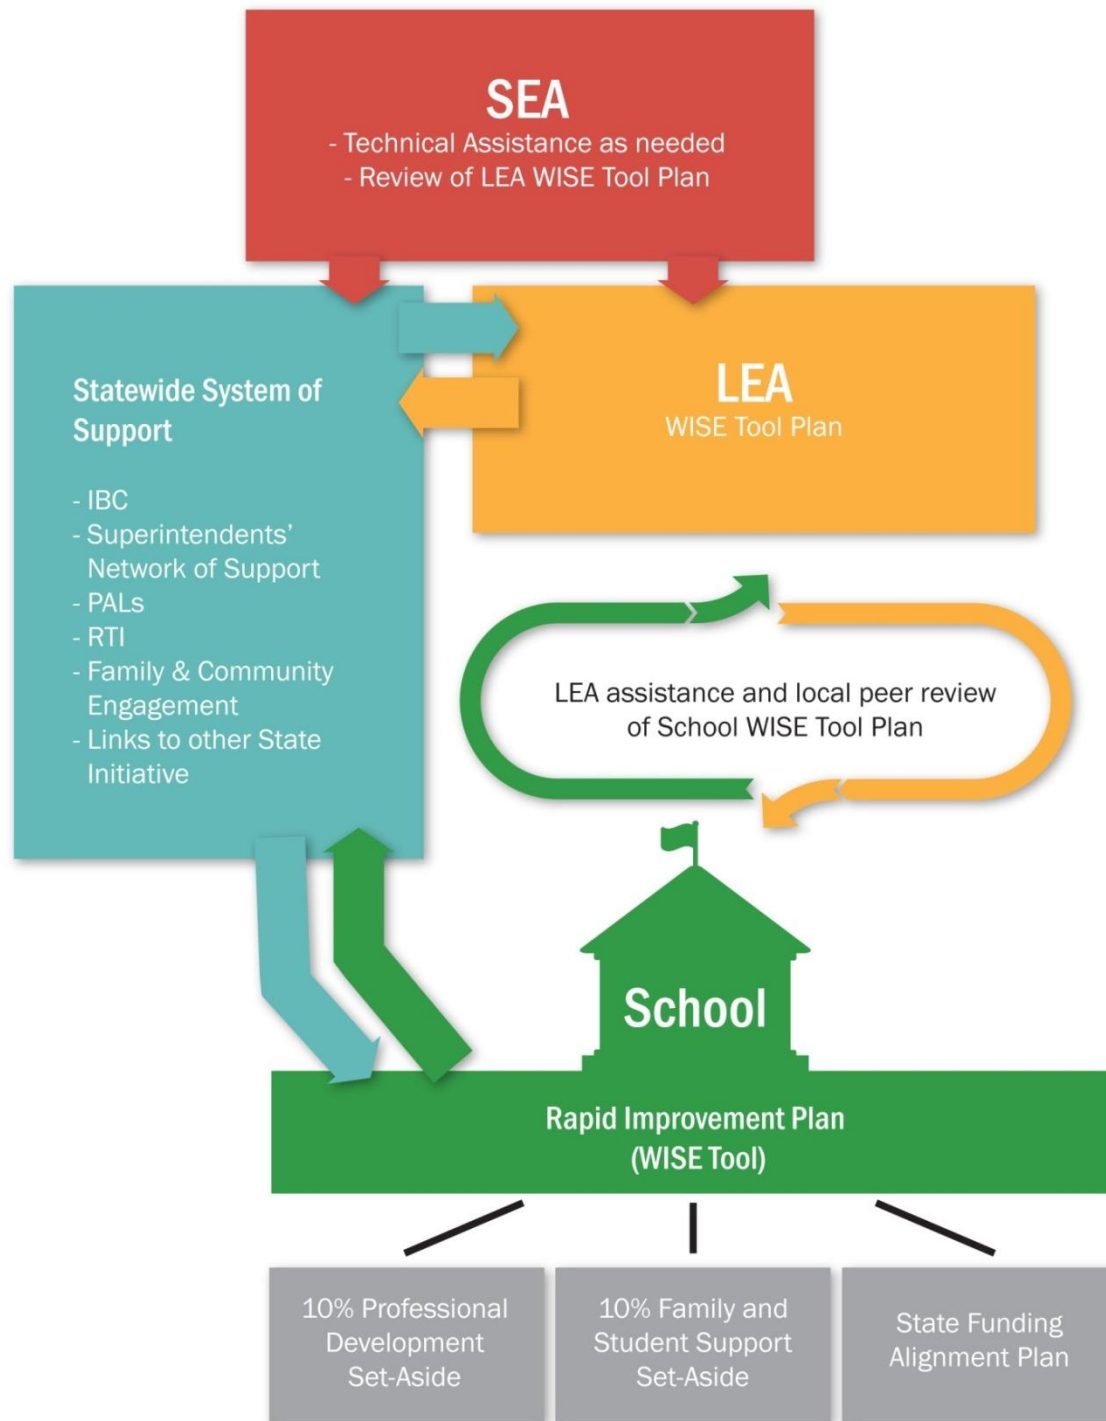 SEA
- Technical Assistance as needed
- Review of LEA WISE Tool Plan
Statewide System of
Support
- IBC
- Superintendents’
Network of Support
- PALs
- RTI
- Family & Community
Engagement
- Links to other State
Initiative
LEA
WISE Tool Plan
LEA assistance and local peer review
of School WISE Tool Plan
School
Rapid Improvement Plan
(WISE Tool)
10% Professional
Development
Set-Aside
10% Family and
Student Support
Set-Aside
State Funding
Alignment Plan